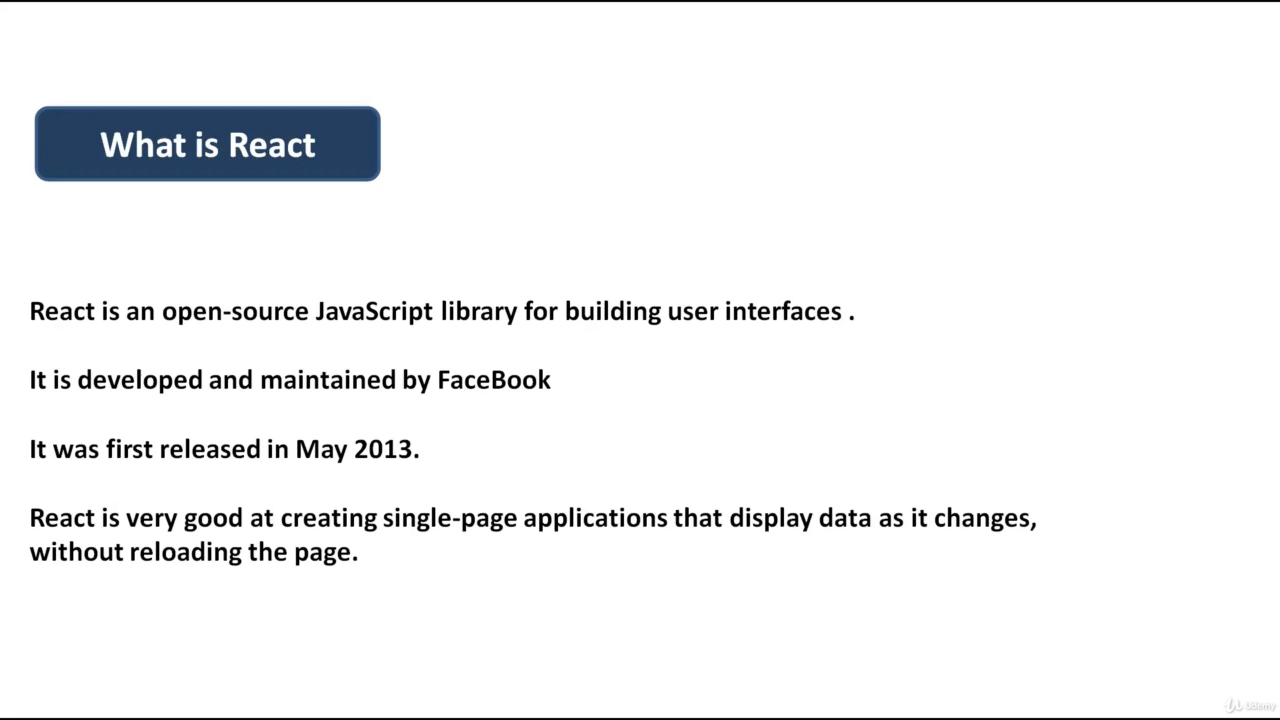 What is React
React is an open-source JavaScript library for building user interfaces .
It is developed and maintained by FaceBook
It was first released in May 2013.
React is very good at creating single-page applications that display data as it changes,
without reloading the page.
Udemy